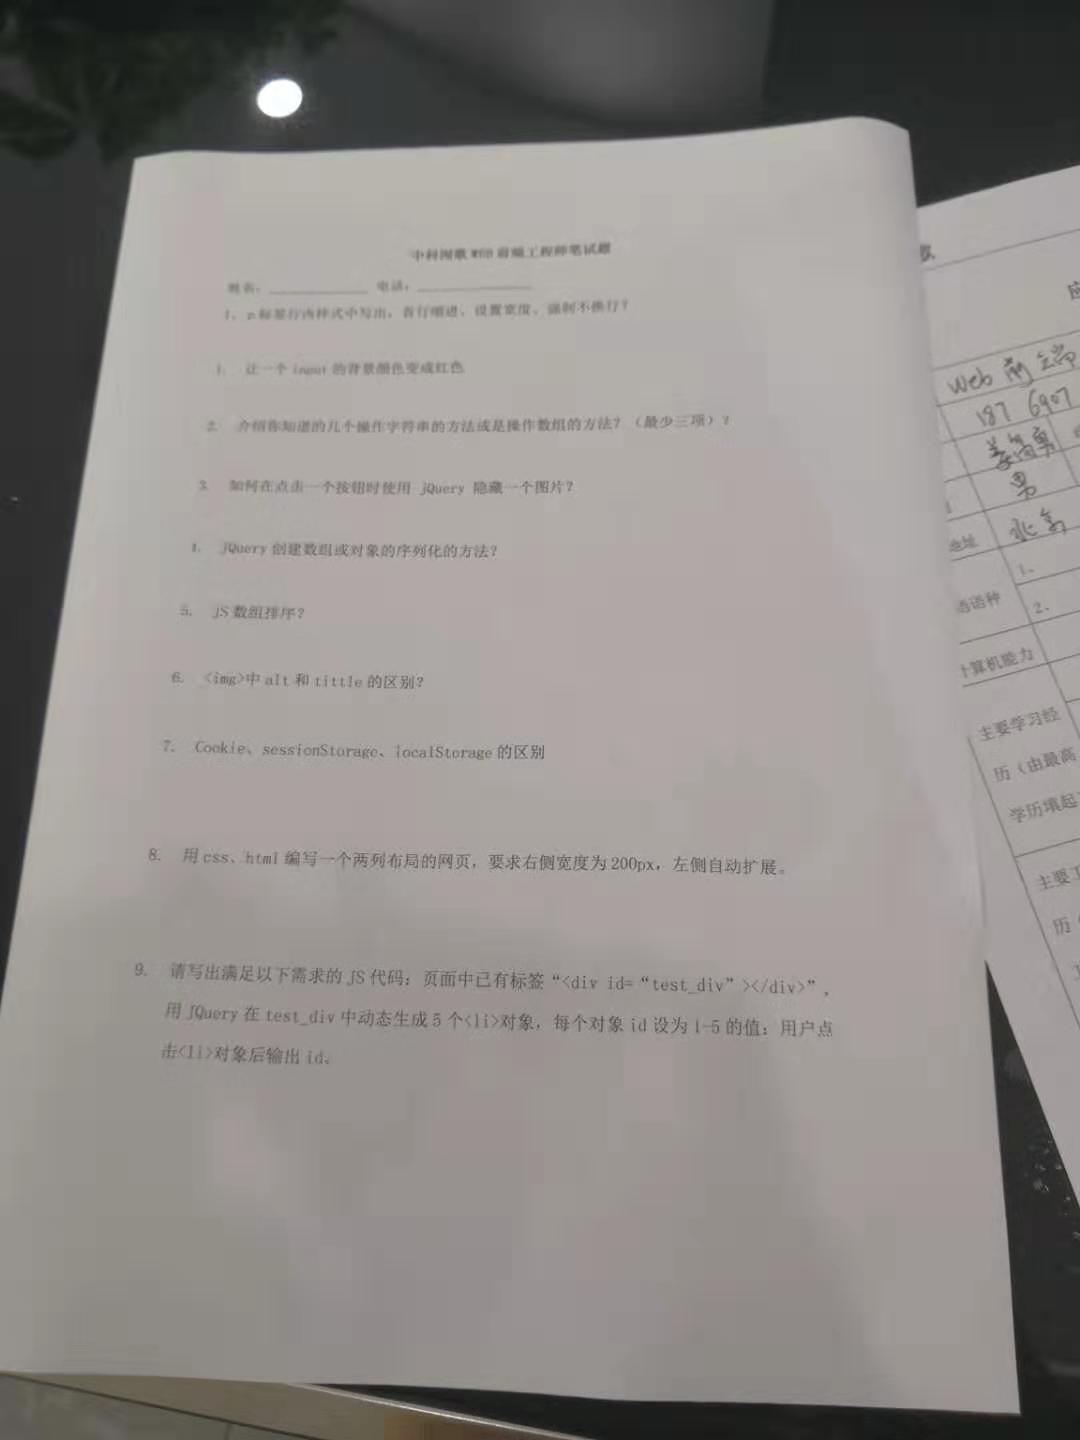 中科闻歌 WEB 前端工程师笔试题
姓名：　电话：
1、p 标签行内样式中写出，首行缩进、设置宽度、强制不换行？
1. 让一个 input 的背景颜色变成红色
2. 介绍你知道的几个操作字符串的方法或是操作数组的方法？（最少三项）？
3. 如何在点击一个按钮时使用 jQuery 隐藏一个图片？
4. jQuery 创建数组或对象的序列化的方法？
5. JS 数组排序？
6. <img>中 alt 和 tittle 的区别？
7. Cookie、sessionStorage、localStorage 的区别
8. 用 css、html 编写一个两列布局的网页，要求右侧宽度为 200px，左侧自动扩展。
9. 请写出满足以下需求的 JS 代码：页面中已有标签“<div id=“test_div”></div>”，
用 JQuery 在 test_div 中动态生成 5 个<li>对象，每个对象 id 设为 1-5 的值；用户点
击<li>对象后输出 id。
Web 前端
187 6907
男
地址 北京
语语种 1.
2.
计算机能力
主要学习经
历（由最高
学历填起
主要工
历（